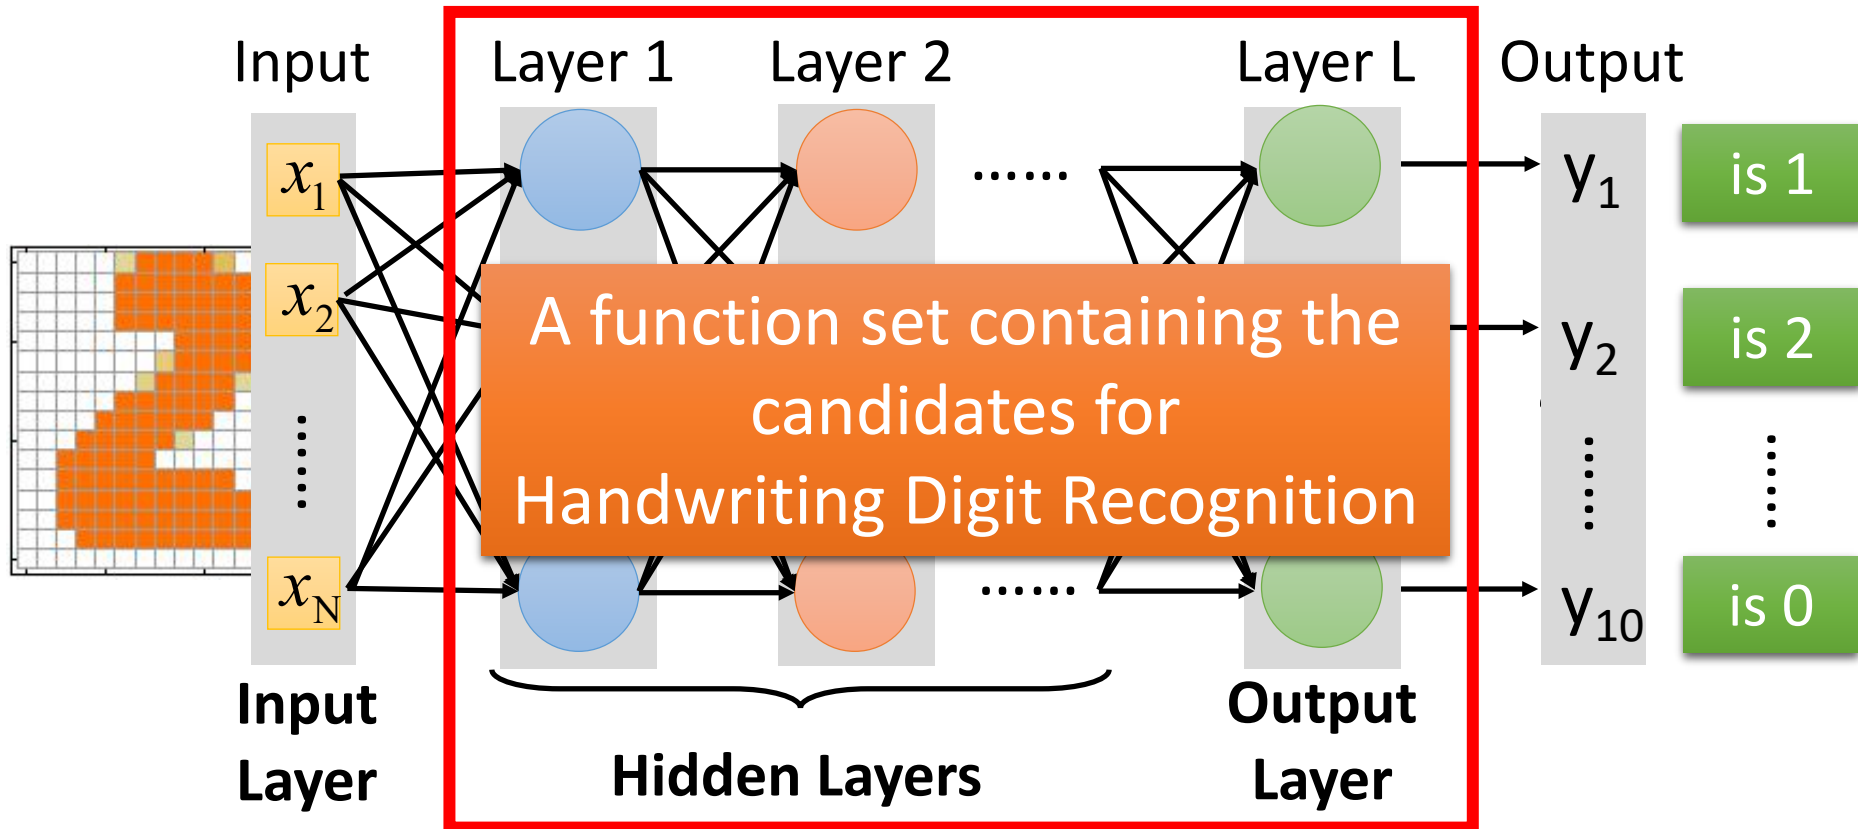 Input
Layer 1
Layer 2
Layer L
Output
x1
x2
......
xN
......
......
A function set containing the
candidates for
Handwriting Digit Recognition
y1
y2
......
y10
is 1
is 2
......
is 0
Input
Layer
Hidden Layers
Output
Layer